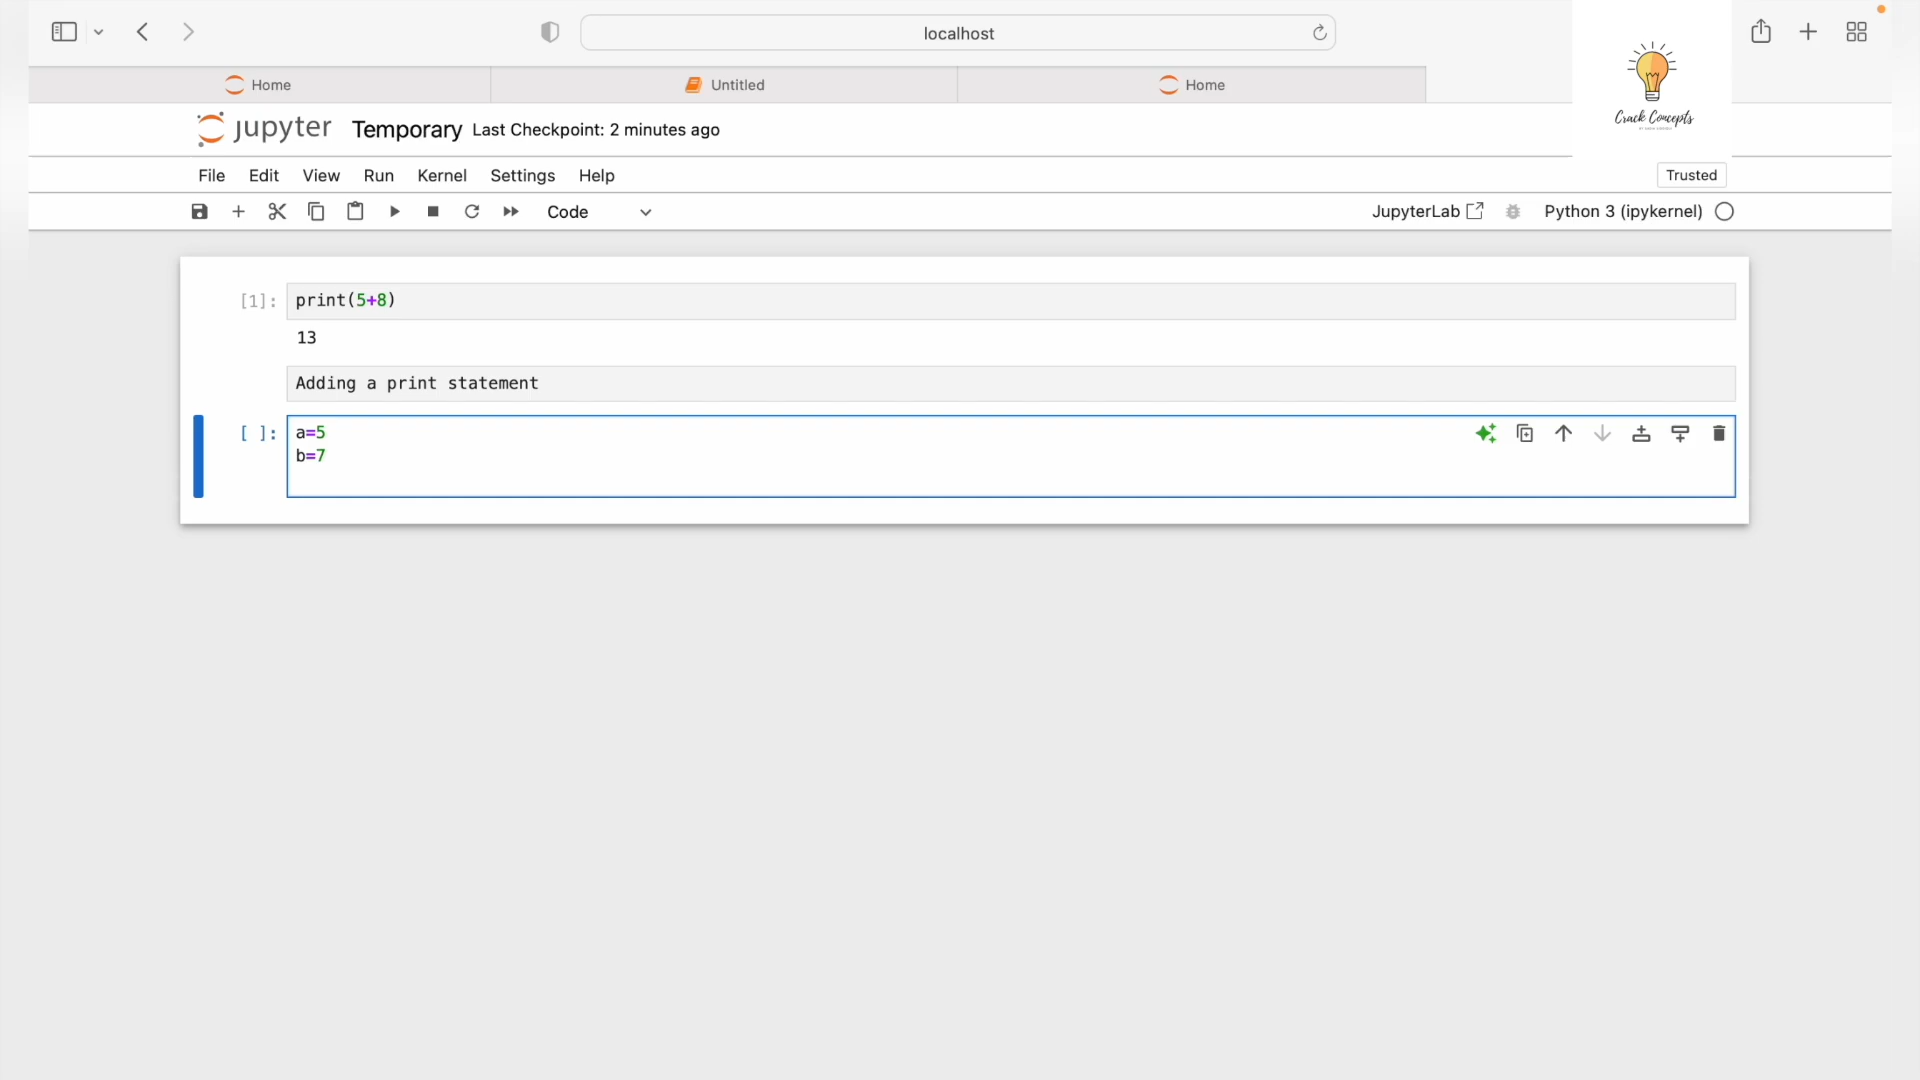 localhost
Home
Untitled
Home
Crack Concepts
jupyter Temporary Last Checkpoint: 2 minutes ago
File Edit View Run Kernel Settings Help
Trusted
Code
JupyterLab
Python 3 (ipykernel)
[1]: print(5+8)
13
Adding a print statement
[ ]: a=5
b=7